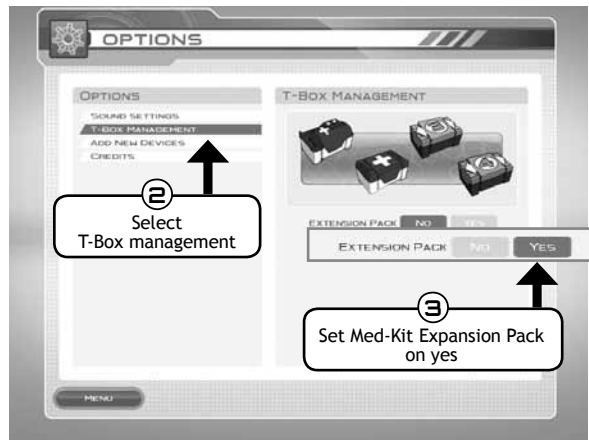 OPTIONS
OPTIONS
SOUND SETTINGS
T-BOX MANAGEMENT
ADD NEW DEVICES
CREDITS
2
Select
T-Box management
T-BOX MANAGEMENT
EXTENSION PACK NO YES
EXTENSION PACK NO YES
3
Set Med-Kit Expansion Pack
on yes
MENU